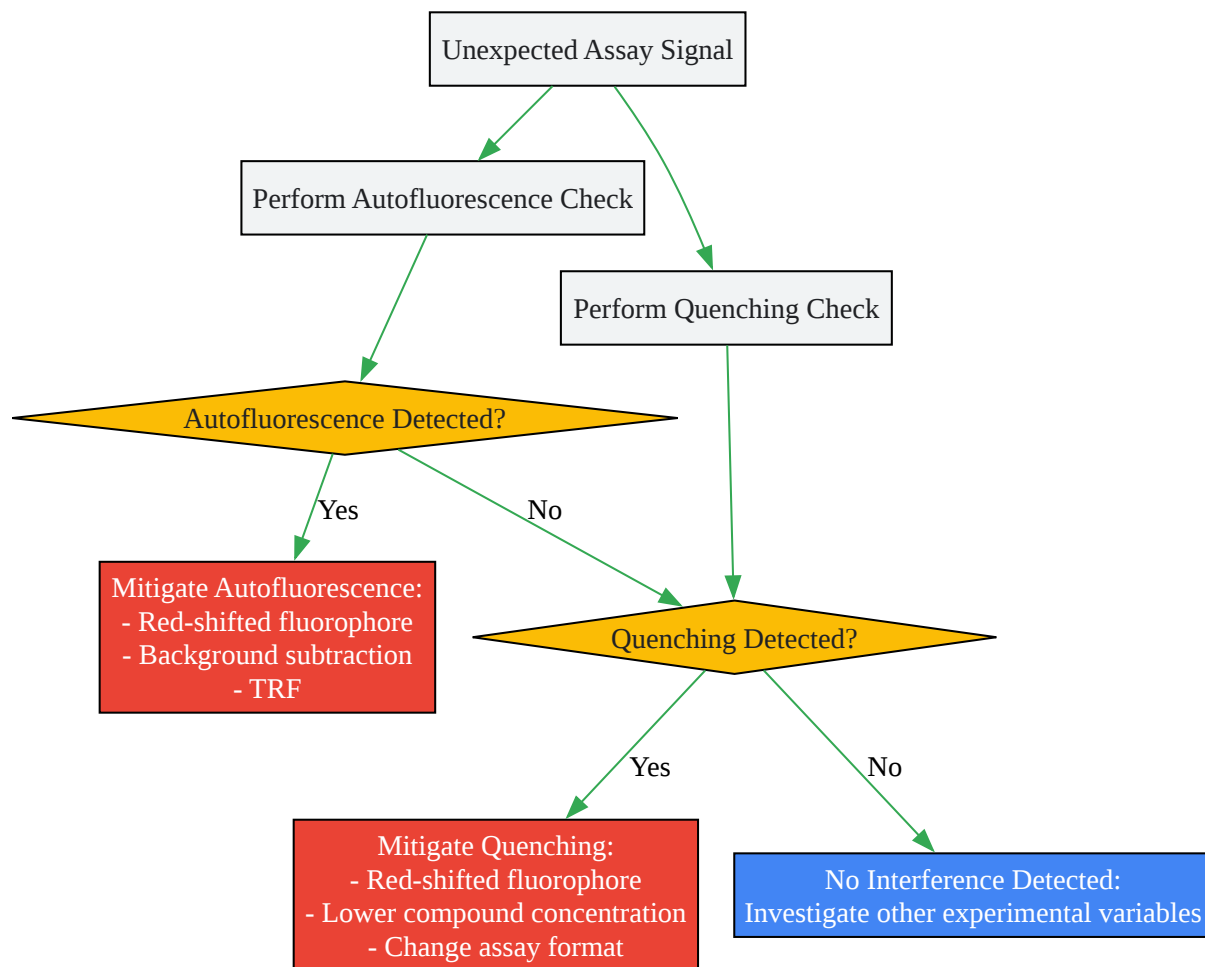 Unexpected Assay Signal
Perform Autofluorescence Check
Perform Quenching Check
Autofluorescence Detected?
Yes
No
Mitigate Autofluorescence:
- Red-shifted fluorophore
- Background subtraction
- TRF
Quenching Detected?
Yes
No
Mitigate Quenching:
- Red-shifted fluorophore
- Lower compound concentration
- Change assay format
No Interference Detected:
Investigate other experimental variables